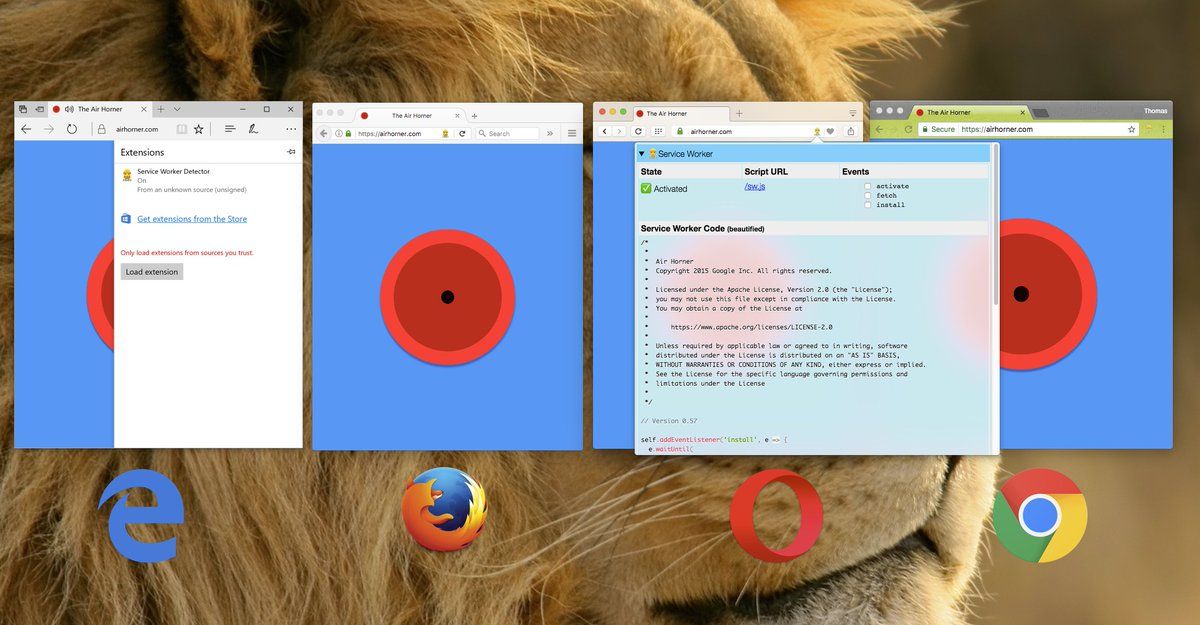 The Air Horner
airhorner.com
Extensions
Service Worker Detector
On
From an unknown source (unsigned)
Get extensions from the Store
Only load extensions from sources you trust.
Load extension
The Air Horner
https://airhorner.com
Search
The Air Horner
airhorner.com
Service Worker
State
Script URL
Events
Activated
/sw.js
activate
fetch
install
Service Worker Code (beautified)
/*
*
* Air Horner
* Copyright 2015 Google Inc. All rights reserved.
*
* Licensed under the Apache License, Version 2.0 (the "License");
* you may not use this file except in compliance with the License.
* You may obtain a copy of the License at
*
* https://www.apache.org/licenses/LICENSE-2.0
*
* Unless required by applicable law or agreed to in writing, software
* distributed under the License is distributed on an "AS IS" BASIS,
* WITHOUT WARRANTIES OR CONDITIONS OF ANY KIND, either express or implied.
* See the License for the specific language governing permissions and
* limitations under the License
*
*/
// Version 0.57
self.addEventListener('install', e => {
e.waitUntil(
The Air Horner
Thomas
Secure https://airhorner.com